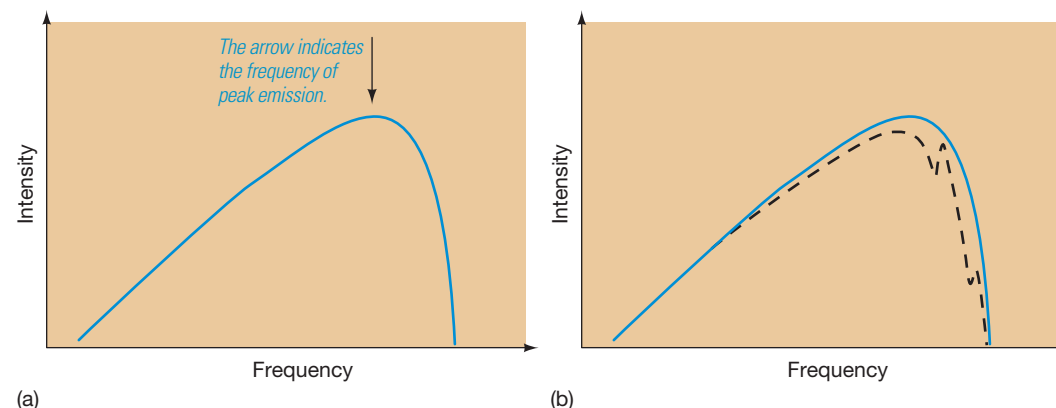 The arrow indicates
the frequency of
peak emission.
Intensity
Frequency
(a)
Intensity
Frequency
(b)